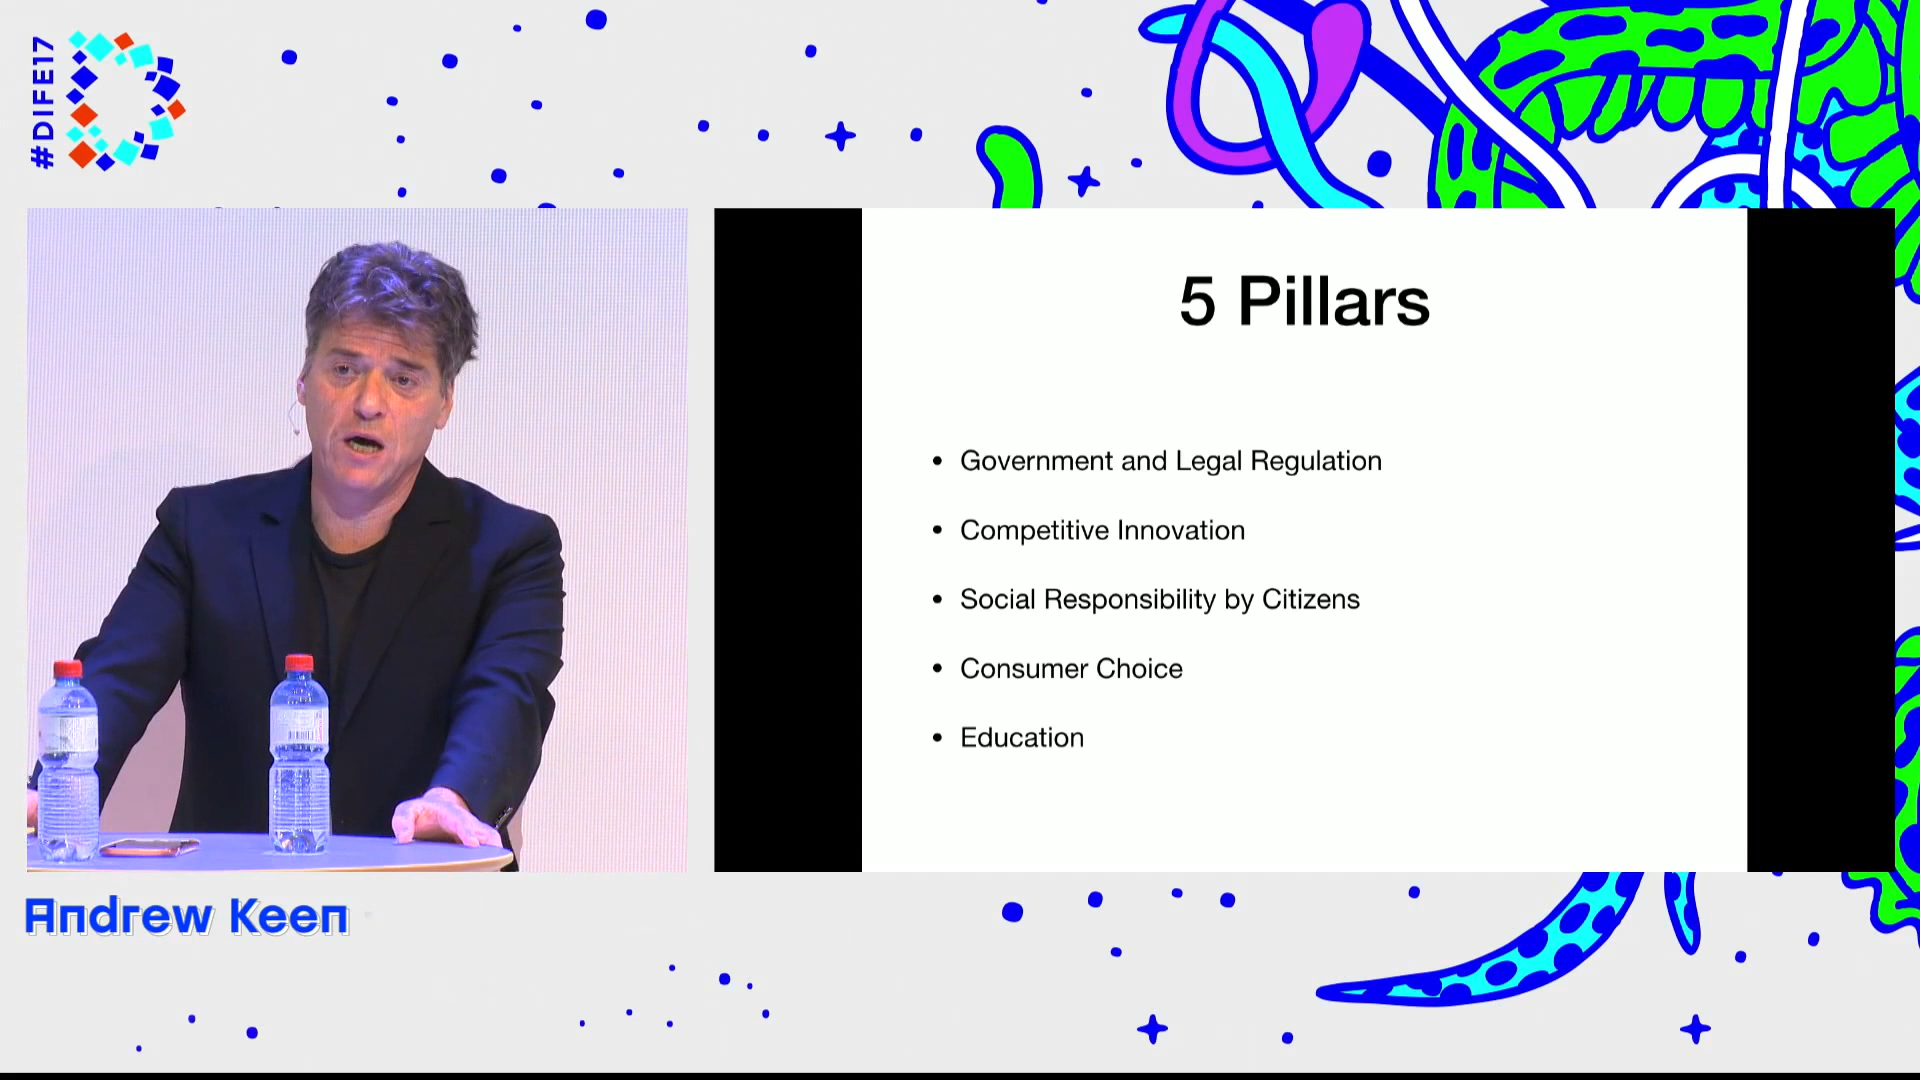 #DIFE17
5 Pillars
• Government and Legal Regulation
• Competitive Innovation
• Social Responsibility by Citizens
• Consumer Choice
• Education
Andrew Keen